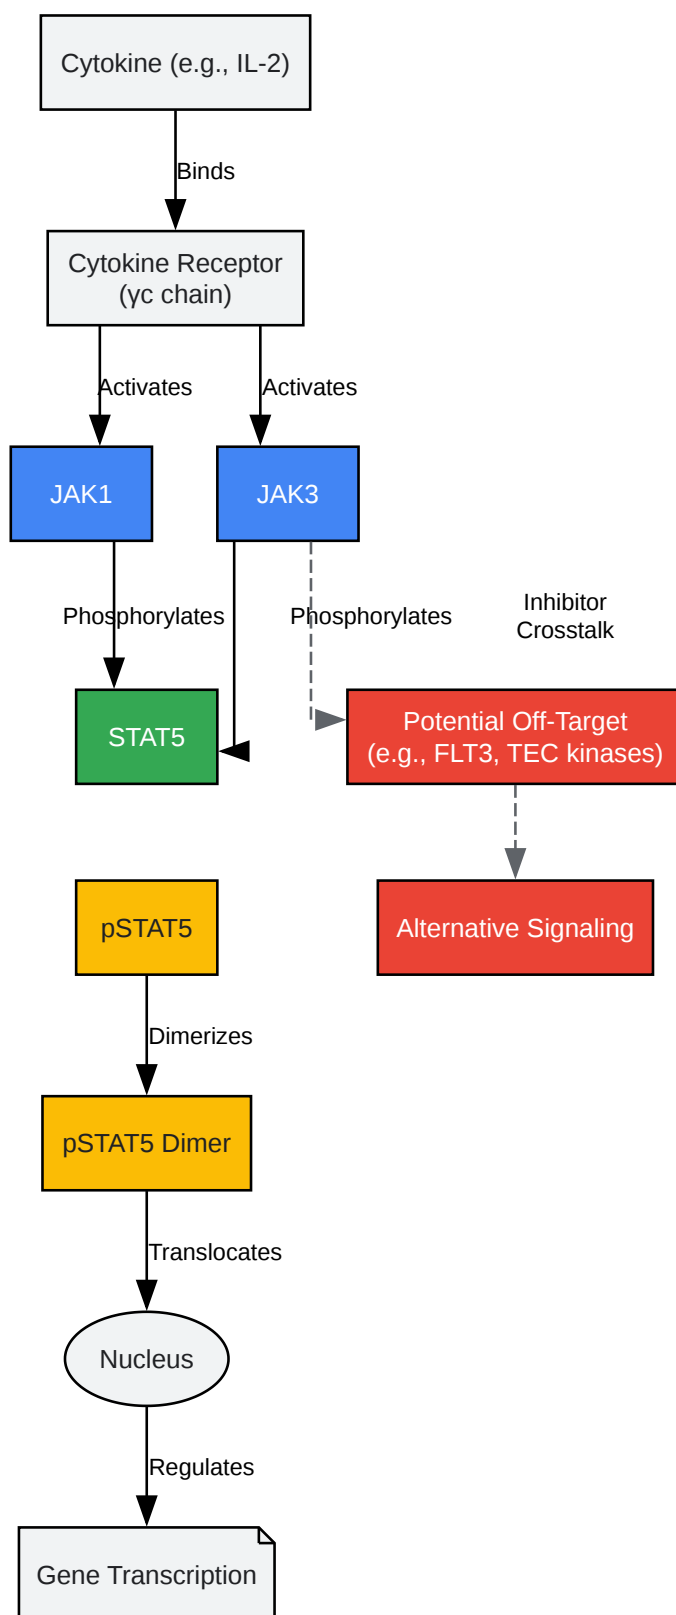 Cytokine (e.g., IL-2)
Binds
Cytokine Receptor
(γc chain)
Activates
Activates
JAK1
JAK3
Phosphorylates
Phosphorylates
Inhibitor
Crosstalk
STAT5
Potential Off-Target
(e.g., FLT3, TEC kinases)
pSTAT5
Alternative Signaling
Dimerizes
pSTAT5 Dimer
Translocates
Nucleus
Regulates
Gene Transcription